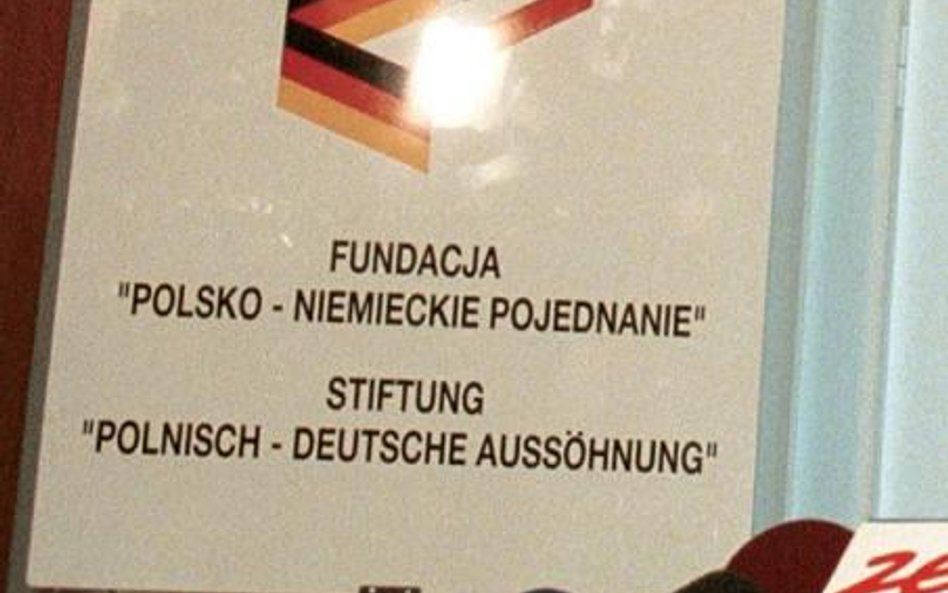 FUNDACJA
"POLSKO - NIEMIECKIE POJEDNANIE"
STIFTUNG
"POLNISCH - DEUTSCHE AUSSÖHNUNG"